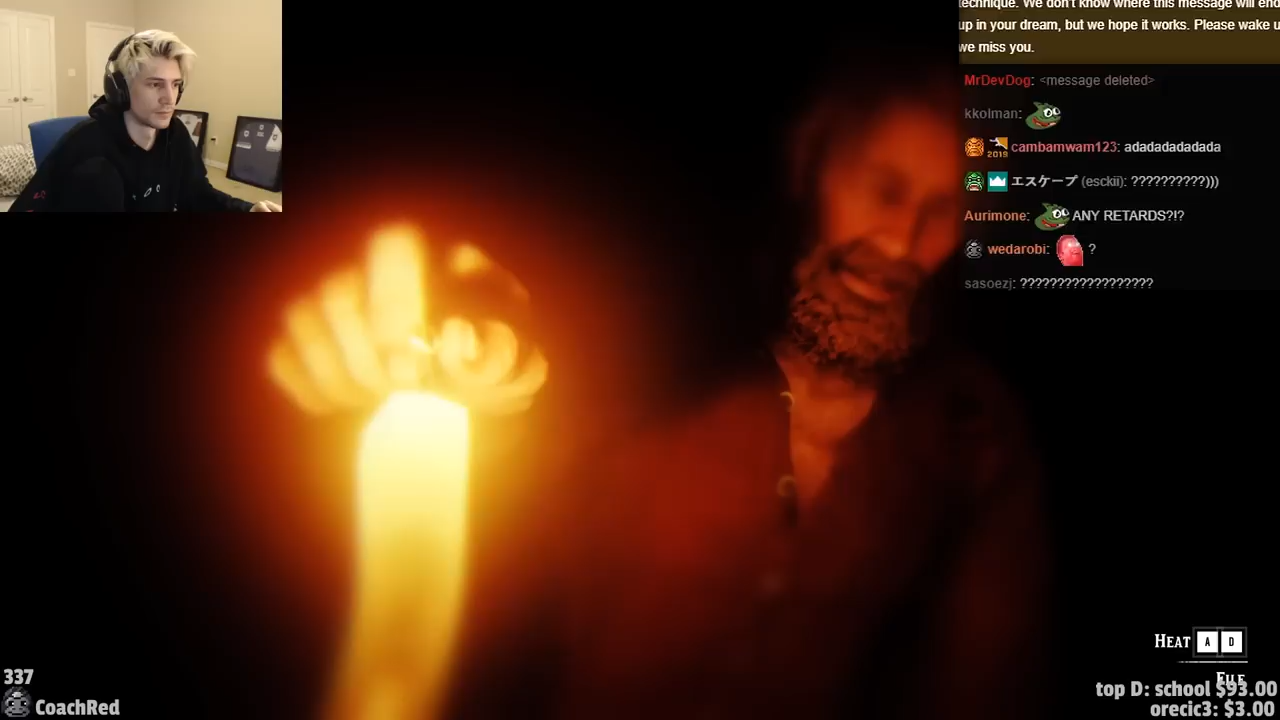 technique. We don't know where this message will end
up in your dream, but we hope it works. Please wake u
we miss you.
MrDevDog: <message deleted>
kkolman:
2019 cambamwam123: adadadadadada
エスケープ (esckii): ??????????)))
Aurimone: ANY RETARDS?!?
wedarobi: ?
sasoezj: ??????????????????
HEAT A D
337
CoachRed
top D: school $93.00
orecic3: $3.00